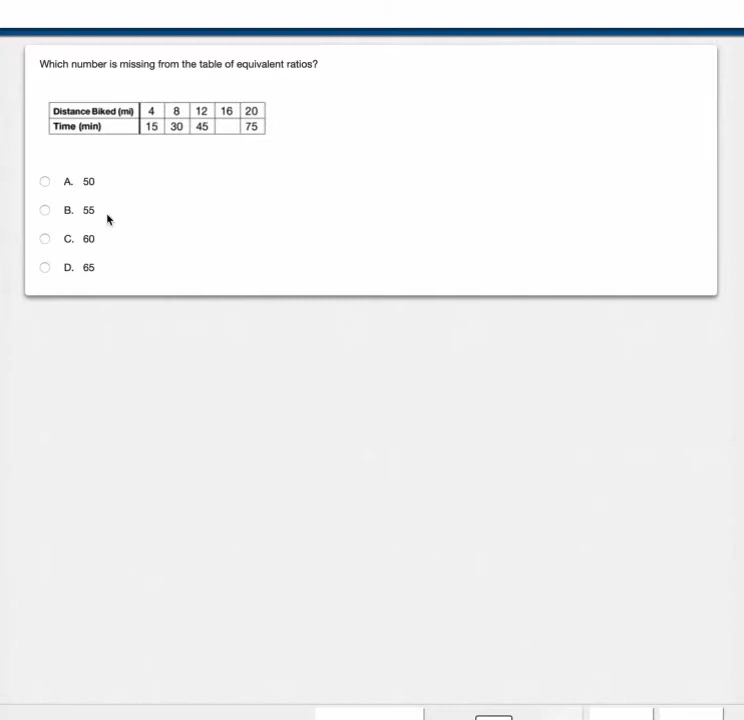 Which number is missing from the table of equivalent ratios?
Distance Biked (mi) 4 8 12 16 20
Time (min) 15 30 45 75
A. 50
B. 55
C. 60
D. 65